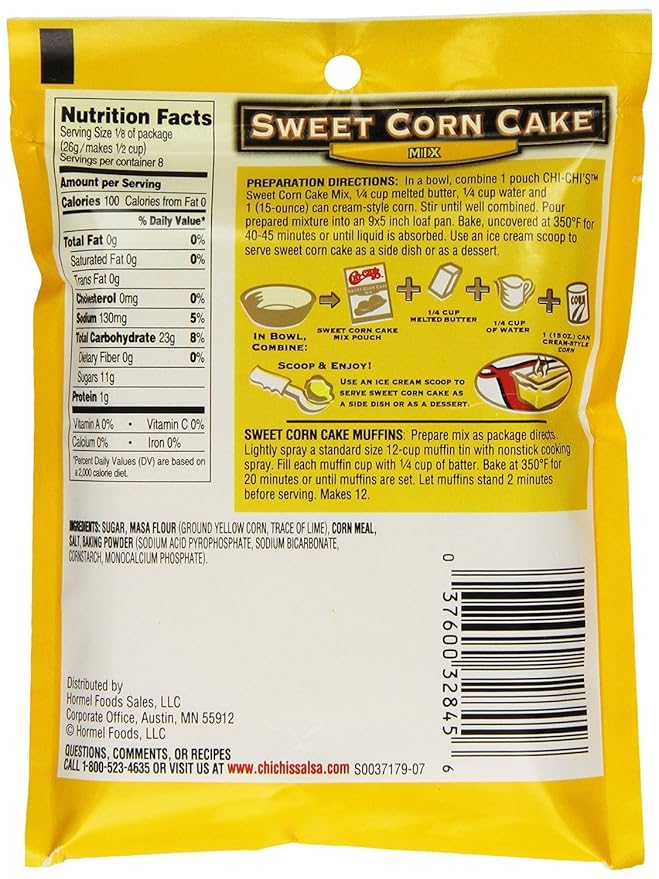 Nutrition Facts
Serving Size 1/8 of package
(26g/makes 1/2 cup)
Servings per container 8
Amount per Serving
Calories 100 Calories from Fat 0
% Daily Value*
Total Fat 0g 0%
Saturated Fat 0g 0%
Trans Fat 0g
Cholesterol 0mg 0%
Sodium 130mg 5%
Total Carbohydrate 23g 8%
Dietary Fiber 0g 0%
Sugars 11g
Protein 1g
Vitamin A 0% • Vitamin C 0%
Calcium 0% • Iron 0%
*Percent Daily Values (DV) are based on
a 2,000 calorie diet.
SWEET CORN CAKE
MIX
PREPARATION DIRECTIONS: In a bowl, combine 1 pouch CHI-CHI'S™
Sweet Corn Cake Mix, 1/4 cup melted butter, 1/4 cup water and
1 (15-ounce) can cream-style corn. Stir until well combined. Pour
prepared mixture into an 9x5 inch loaf pan. Bake, uncovered at 350°F for
40-45 minutes or until liquid is absorbed. Use an ice cream scoop to
serve sweet corn cake as a side dish or as a dessert.
IN BOWL,
COMBINE:
Chi-Chi's
SWEET CORN CAKE
MIX
SWEET CORN CAKE
MIX POUCH
+
1/4 CUP
MELTED BUTTER
+
1/4 CUP
OF WATER
+
CORN
1 (15 OZ.) CAN
CREAM-STYLE
CORN
SCOOP & ENJOY!
USE AN ICE CREAM SCOOP TO
SERVE SWEET CORN CAKE AS
A SIDE DISH OR AS A DESSERT.
SWEET CORN CAKE MUFFINS: Prepare mix as package directs.
Lightly spray a standard size 12-cup muffin tin with nonstick cooking
spray. Fill each muffin cup with 1/4 cup of batter. Bake at 350°F for
20 minutes or until muffins are set. Let muffins stand 2 minutes
before serving. Makes 12.
INGREDIENTS: SUGAR, MASA FLOUR (GROUND YELLOW CORN, TRACE OF LIME), CORN MEAL,
SALT, BAKING POWDER (SODIUM ACID PYROPHOSPHATE, SODIUM BICARBONATE,
CORNSTARCH, MONOCALCIUM PHOSPHATE).
0 37600 32845 6
Distributed by
Hormel Foods Sales, LLC
Corporate Office, Austin, MN 55912
© Hormel Foods, LLC
QUESTIONS, COMMENTS, OR RECIPES
CALL 1-800-523-4635 OR VISIT US AT www.chichissalsa.com S0037179-07